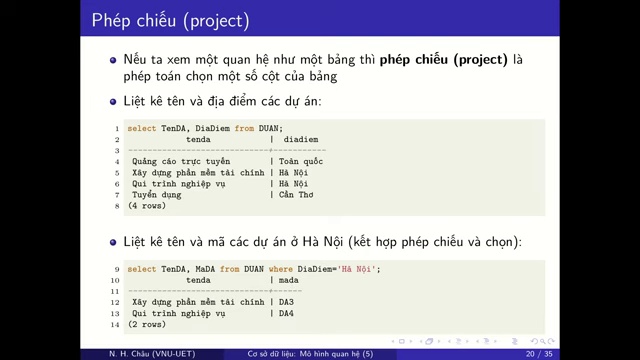 Phép chiếu (project)
Nếu ta xem một quan hệ như một bảng thì phép chiếu (project) là
phép toán chọn một số cột của bảng
Liệt kê tên và địa điểm các dự án:
1 select TenDA, DiaDiem from DUAN;
2 tenda | diadiem
3 ---------------------------+-----------
4 Quảng cáo trực tuyến | Toàn quốc
5 Xây dựng phần mềm tài chính | Hà Nội
6 Qui trình nghiệp vụ | Hà Nội
7 Tuyển dụng | Cần Thơ
8 (4 rows)
Liệt kê tên và mã các dự án ở Hà Nội (kết hợp phép chiếu và chọn):
9 select TenDA, MaDA from DUAN where DiaDiem='Hà Nội';
10 tenda | mada
11 ---------------------------+------
12 Xây dựng phần mềm tài chính | DA3
13 Qui trình nghiệp vụ | DA4
14 (2 rows)
N. H. Châu (VNU-UET) Cơ sở dữ liệu: Mô hình quan hệ (5) 20 / 35